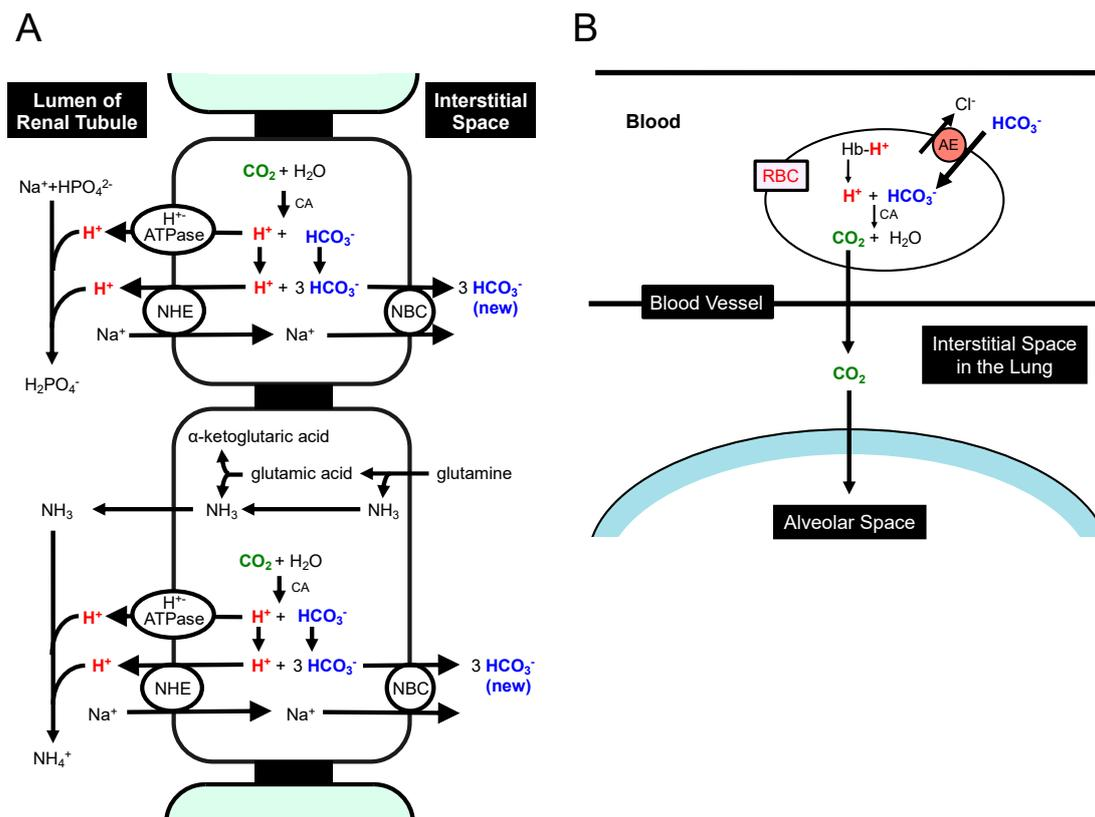 A
Lumen of
Renal Tubule
Interstitial
Space
CO₂ + H₂O
CA
Na⁺+HPO₄²⁻
H⁺
H⁺-
ATPase
H⁺ + HCO₃⁻
H⁺
H⁺ + 3 HCO₃⁻
3 HCO₃⁻
(new)
NHE
NBC
Na⁺
Na⁺
H₂PO₄⁻
α-ketoglutaric acid
glutamic acid
glutamine
NH₃
NH₃
NH₃
CO₂ + H₂O
CA
H⁺
H⁺-
ATPase
H⁺ + HCO₃⁻
H⁺
H⁺ + 3 HCO₃⁻
3 HCO₃⁻
(new)
NHE
NBC
Na⁺
Na⁺
NH₄⁺
B
Blood
Cl⁻
HCO₃⁻
AE
Hb-H⁺
RBC
H⁺ + HCO₃⁻
CA
CO₂ + H₂O
Blood Vessel
Interstitial Space
in the Lung
CO₂
Alveolar Space